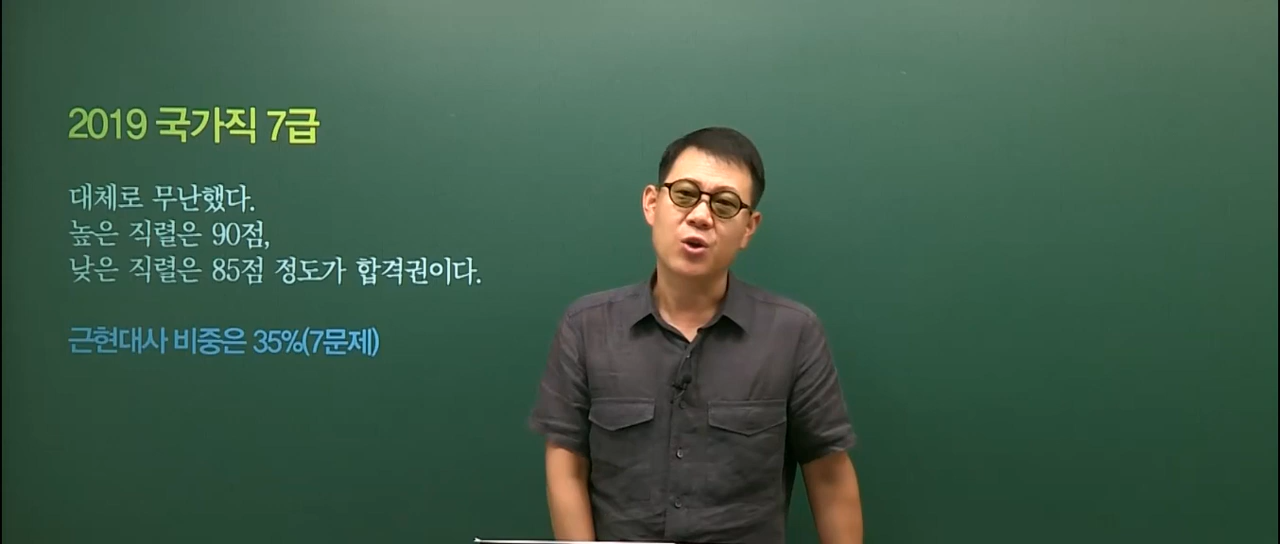 2019 국가직 7급
대체로 무난했다.
높은 직렬은 90점,
낮은 직렬은 85점 정도가 합격권이다.
근현대사 비중은 35%(7문제)